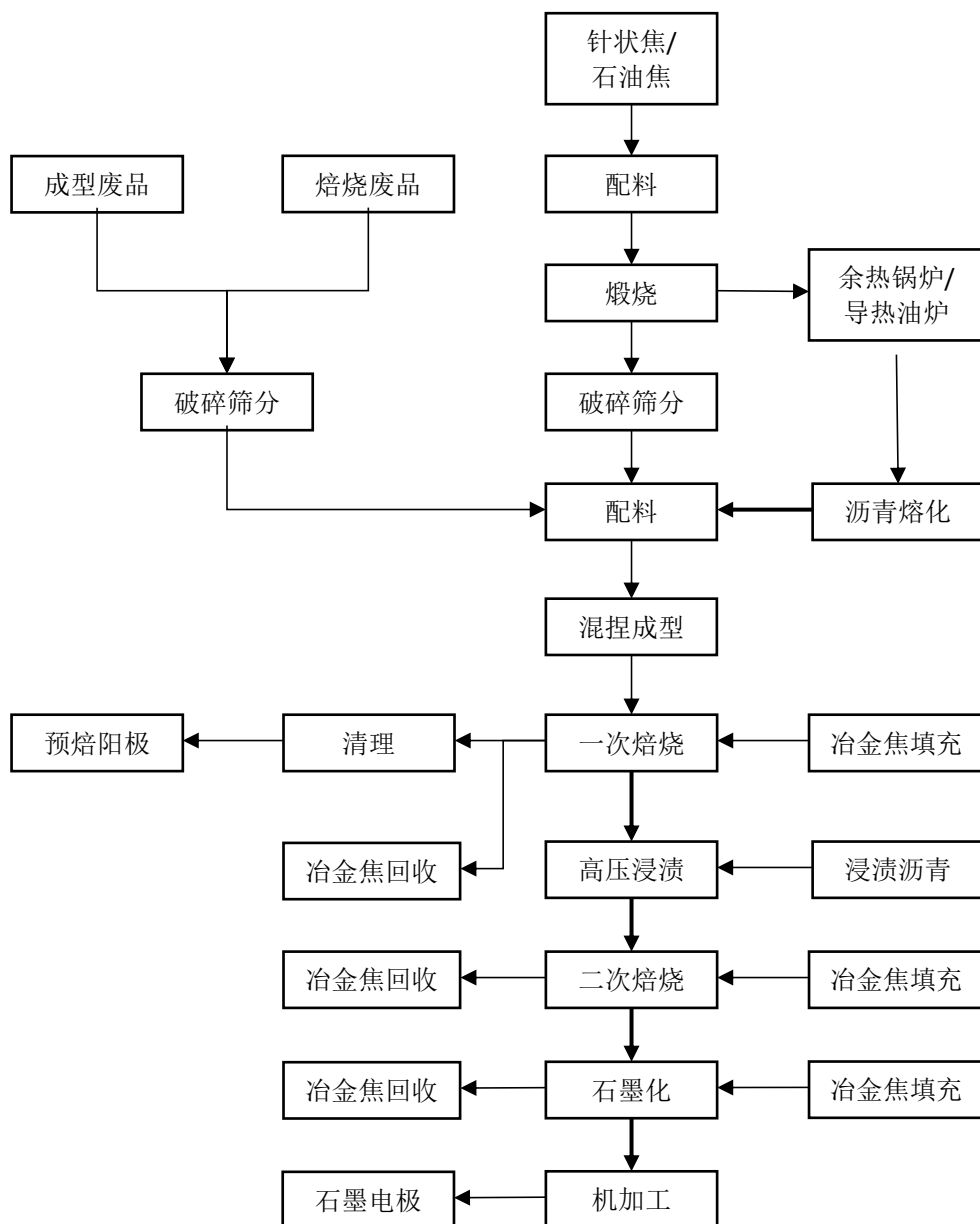 针状焦/
石油焦
成型废品
焙烧废品
配料
煅烧
余热锅炉/
导热油炉
破碎筛分
破碎筛分
配料
沥青熔化
混捏成型
预焙阳极
清理
一次焙烧
冶金焦填充
冶金焦回收
高压浸渍
浸渍沥青
冶金焦回收
二次焙烧
冶金焦填充
冶金焦回收
石墨化
冶金焦填充
石墨电极
机加工